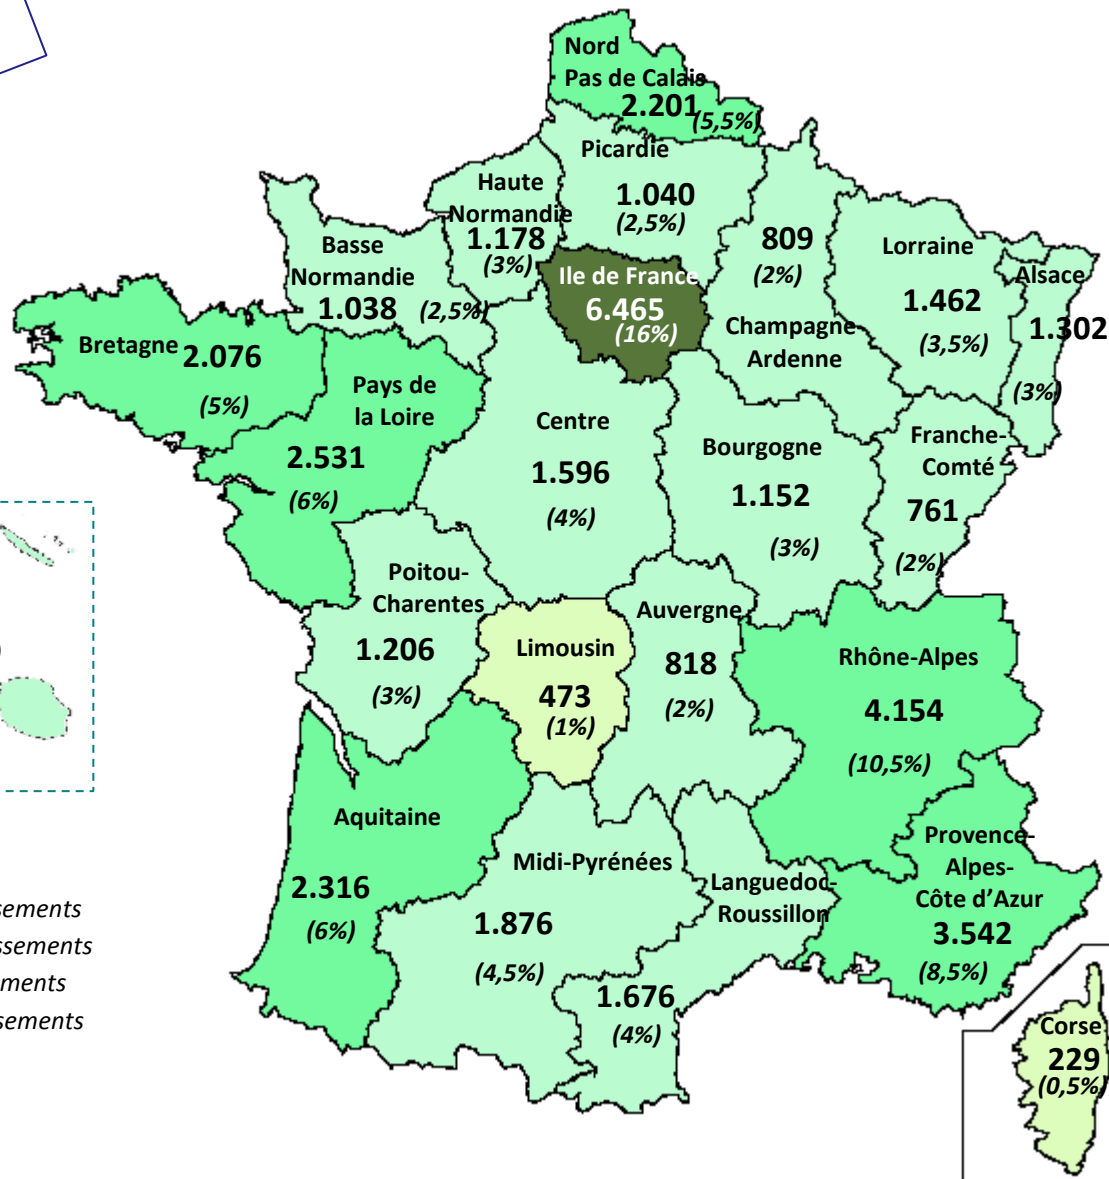 Nord
Pas de Calais
2.201 (5,5%)
Picardie
1.040
(2,5%)
Haute
Normandie
1.178
(3%)
Basse
Normandie
1.038 (2,5%)
Ile de France
6.465
(16%)
809
(2%)
Champagne
Ardenne
Lorraine
1.462
(3,5%)
Alsace
1.302
(3%)
Bretagne 2.076
(5%)
Pays de
la Loire
2.531
(6%)
Centre
1.596
(4%)
Bourgogne
1.152
(3%)
Franche-
Comté
761
(2%)
Poitou-
Charentes
1.206
(3%)
Limousin
473
(1%)
Auvergne
818
(2%)
Rhône-Alpes
4.154
(10,5%)
Aquitaine
2.316
(6%)
Midi-Pyrénées
1.876
(4,5%)
Languedoc-
Roussillon
1.676
(4%)
Provence-
Alpes-
Côte d’Azur
3.542
(8,5%)
Corse
229
(0,5%)